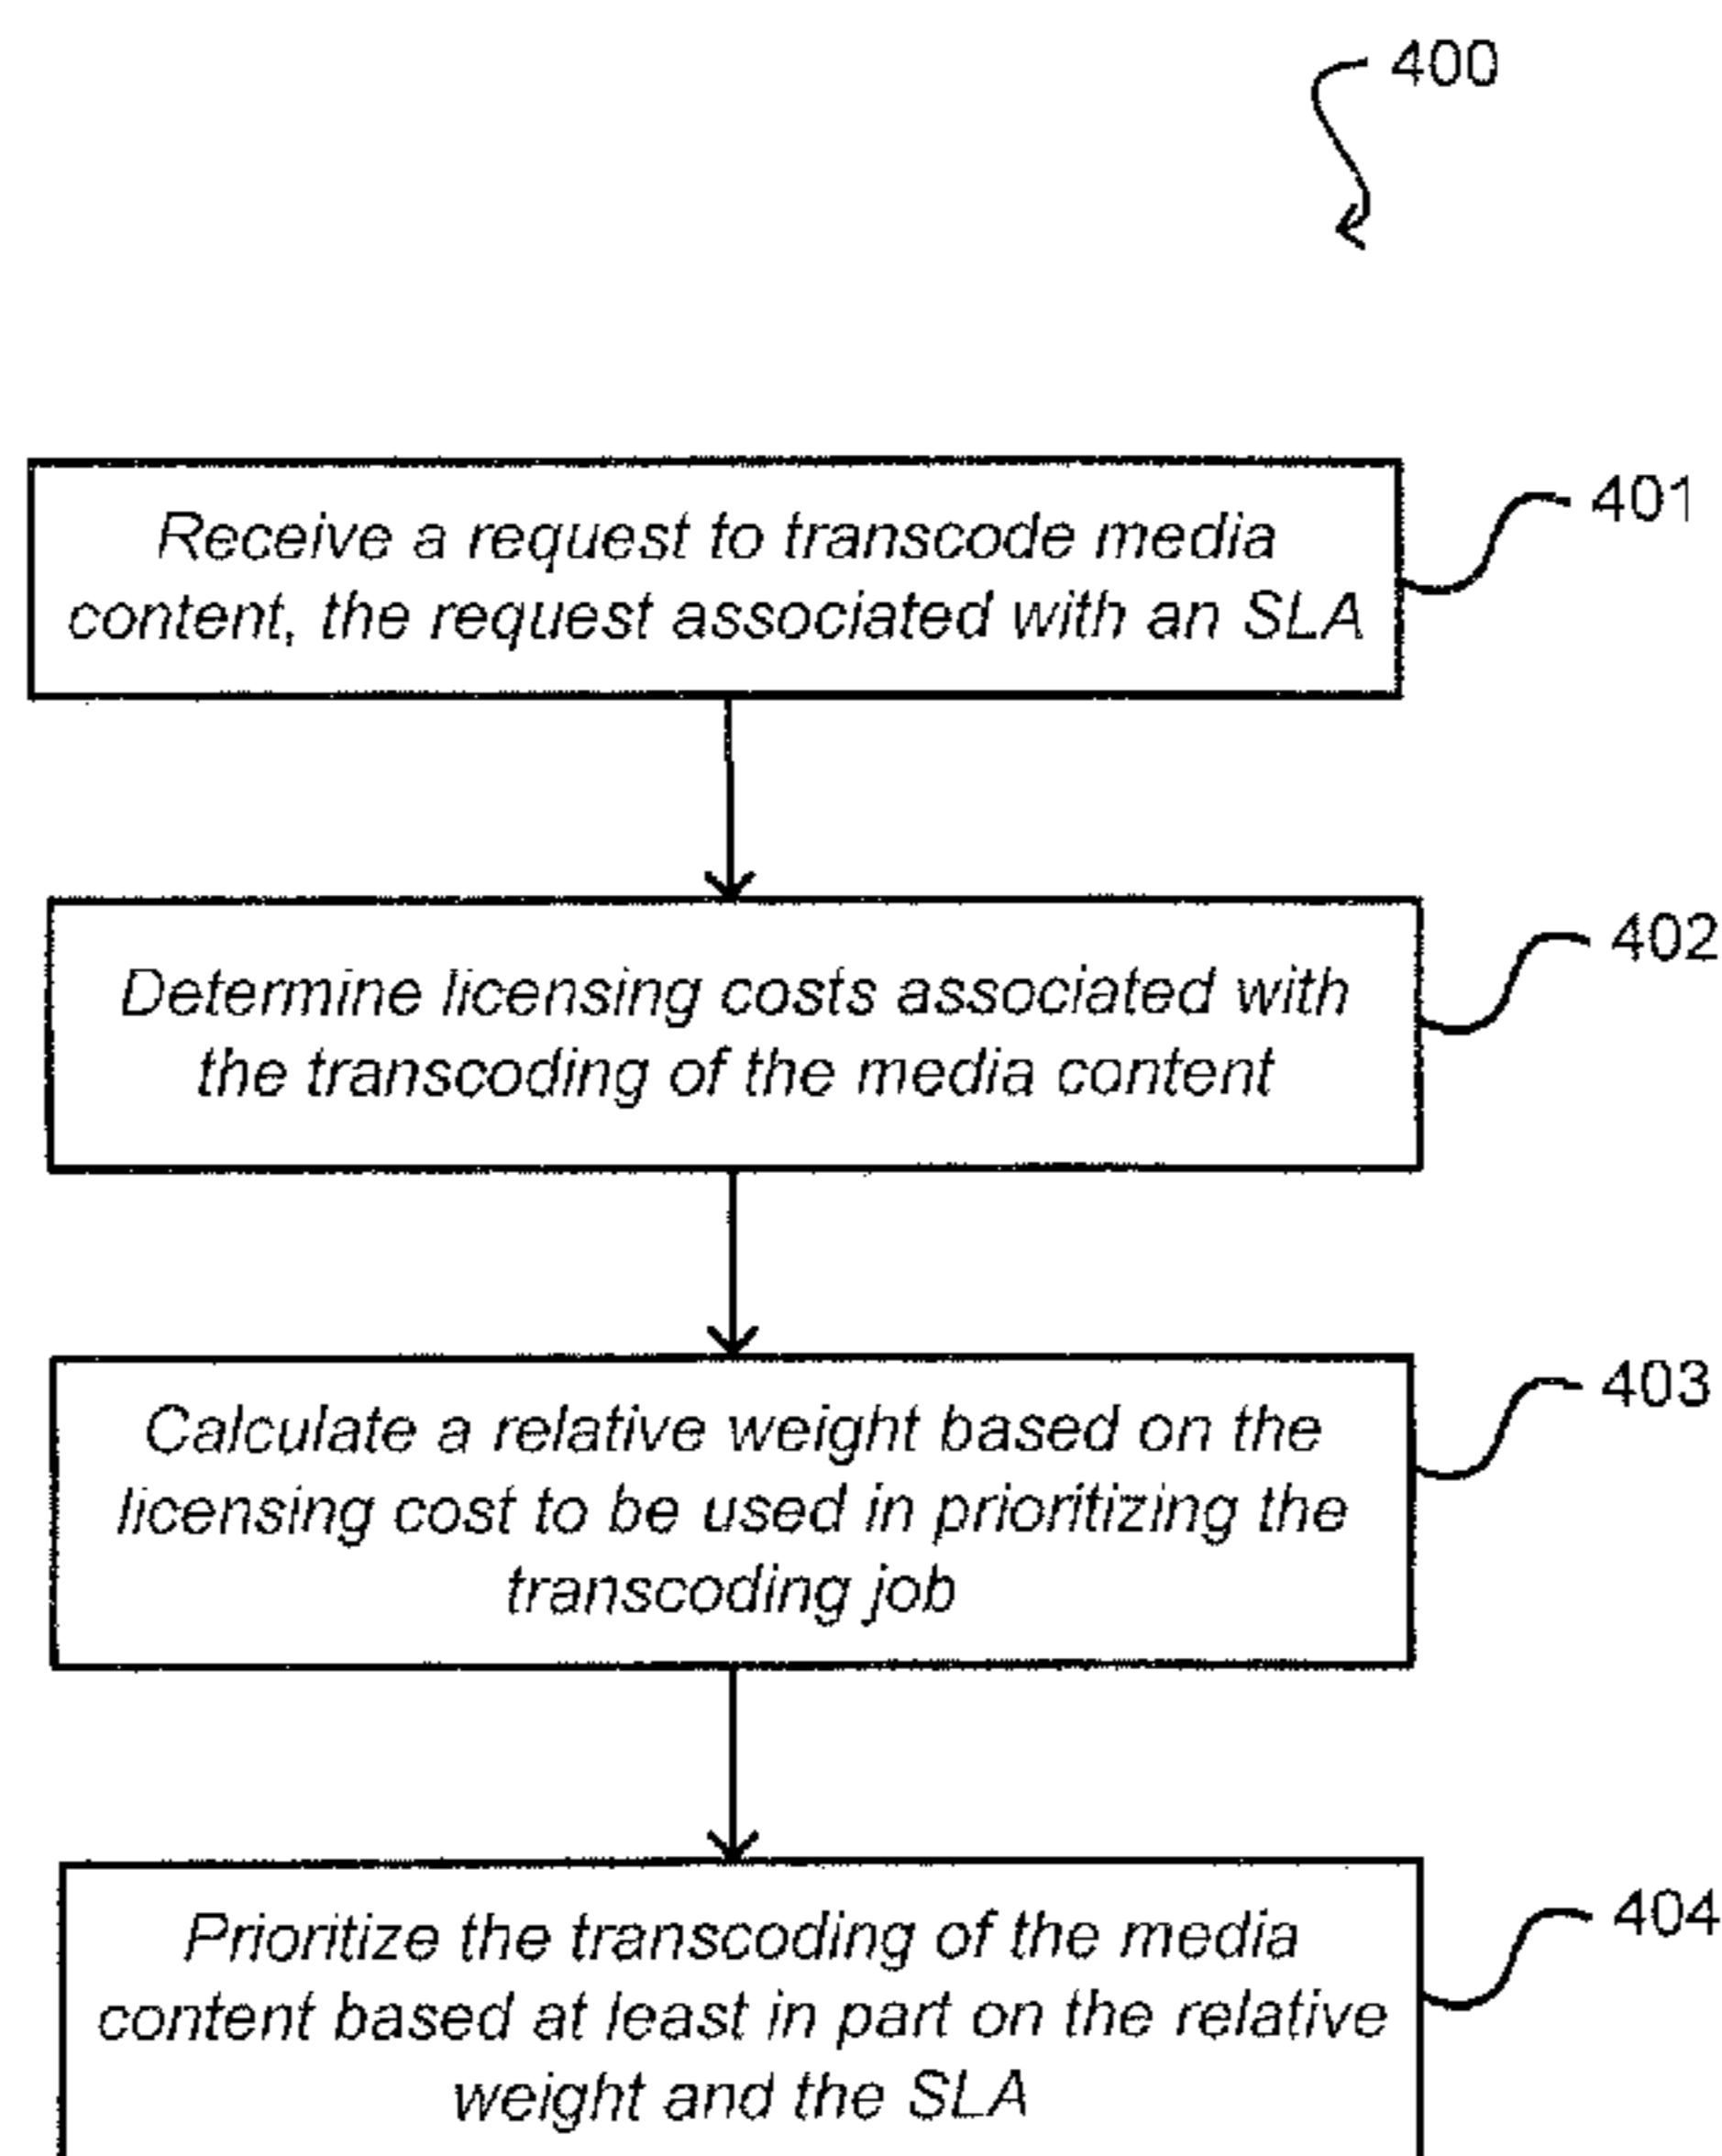 400
Receive a request to transcode media
content, the request associated with an SLA
401
Determine licensing costs associated with
the transcoding of the media content
402
Calculate a relative weight based on the
licensing cost to be used in prioritizing the
transcoding job
403
Prioritize the transcoding of the media
content based at least in part on the relative
weight and the SLA
404